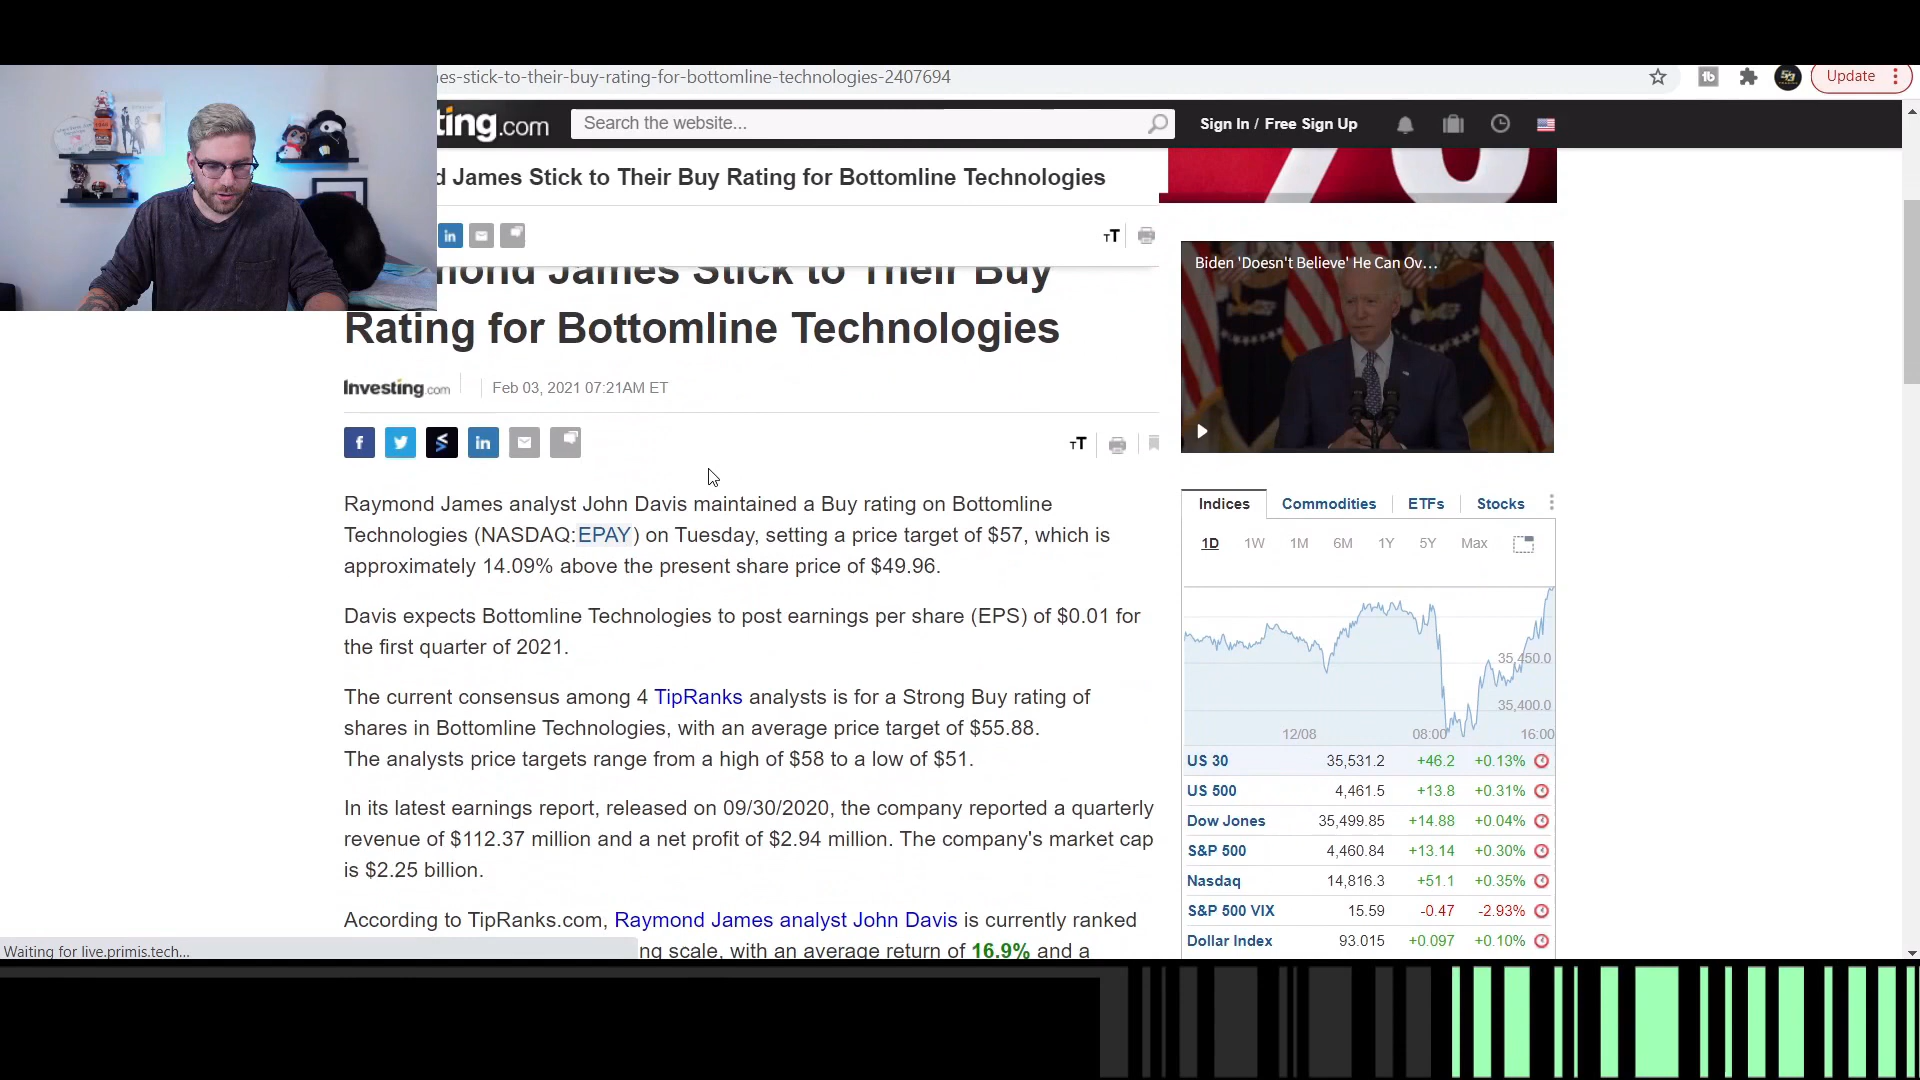 es-stick-to-their-buy-rating-for-bottomline-technologies-2407694
Update
ting.com
Search the website...
Sign In / Free Sign Up
d James Stick to Their Buy Rating for Bottomline Technologies
in
TT
mond James Stick to Their Buy
Rating for Bottomline Technologies
Investing.com
Feb 03, 2021 07:21AM ET
f
in
TT
Raymond James analyst John Davis maintained a Buy rating on Bottomline
Technologies (NASDAQ:EPAY) on Tuesday, setting a price target of $57, which is
approximately 14.09% above the present share price of $49.96.
Davis expects Bottomline Technologies to post earnings per share (EPS) of $0.01 for
the first quarter of 2021.
The current consensus among 4 TipRanks analysts is for a Strong Buy rating of
shares in Bottomline Technologies, with an average price target of $55.88.
The analysts price targets range from a high of $58 to a low of $51.
In its latest earnings report, released on 09/30/2020, the company reported a quarterly
revenue of $112.37 million and a net profit of $2.94 million. The company's market cap
is $2.25 billion.
According to TipRanks.com, Raymond James analyst John Davis is currently ranked
ng scale, with an average return of 16.9% and a
Waiting for live.primis.tech...
Biden 'Doesn't Believe' He Can Ov...
Indices Commodities ETFs Stocks
1D 1W 1M 6M 1Y 5Y Max
35,450.0
35,400.0
12/08 08:00 16:00
US 30 35,531.2 +46.2 +0.13%
US 500 4,461.5 +13.8 +0.31%
Dow Jones 35,499.85 +14.88 +0.04%
S&P 500 4,460.84 +13.14 +0.30%
Nasdaq 14,816.3 +51.1 +0.35%
S&P 500 VIX 15.59 -0.47 -2.93%
Dollar Index 93.015 +0.097 +0.10%